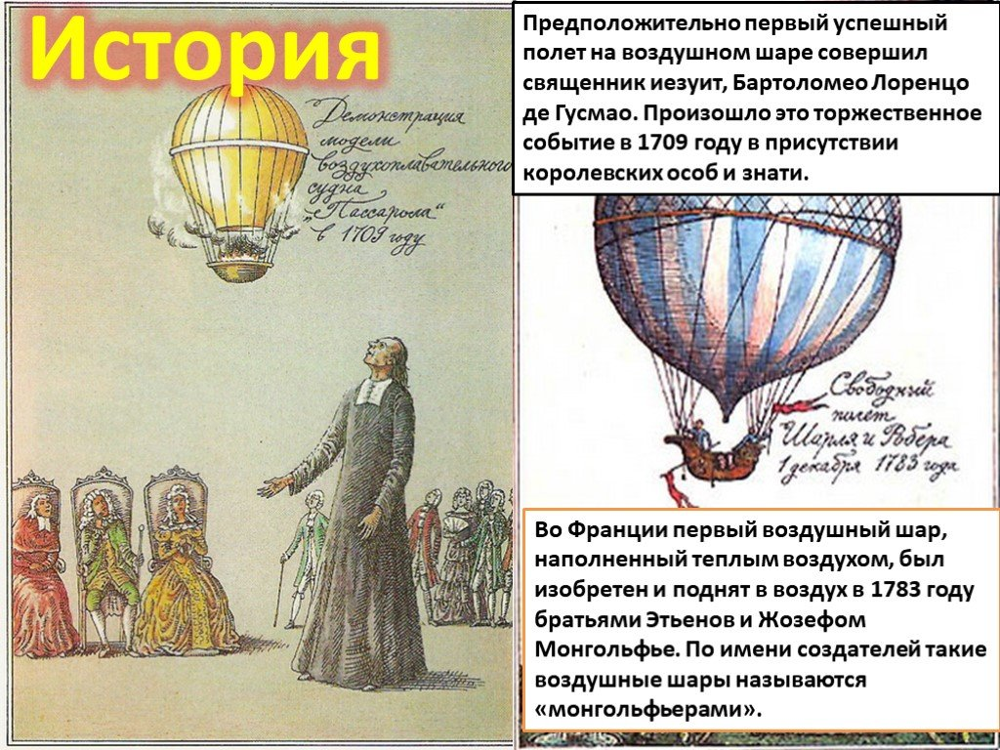 История
Демонстрация
модели
воздухоплавательного
судна
„Пассарола“
в 1709 году
Предположительно первый успешный
полет на воздушном шаре совершил
священник иезуит, Бартоломео Лоренцо
де Гусмао. Произошло это торжественное
событие в 1709 году в присутствии
королевских особ и знати.
Свободный
полет
Шарля и Робера
1 декабря 1783 года
Во Франции первый воздушный шар,
наполненный теплым воздухом, был
изобретен и поднят в воздух в 1783 году
братьями Этьенов и Жозефом
Монгольфье. По имени создателей такие
воздушные шары называются
«монгольфьерами».